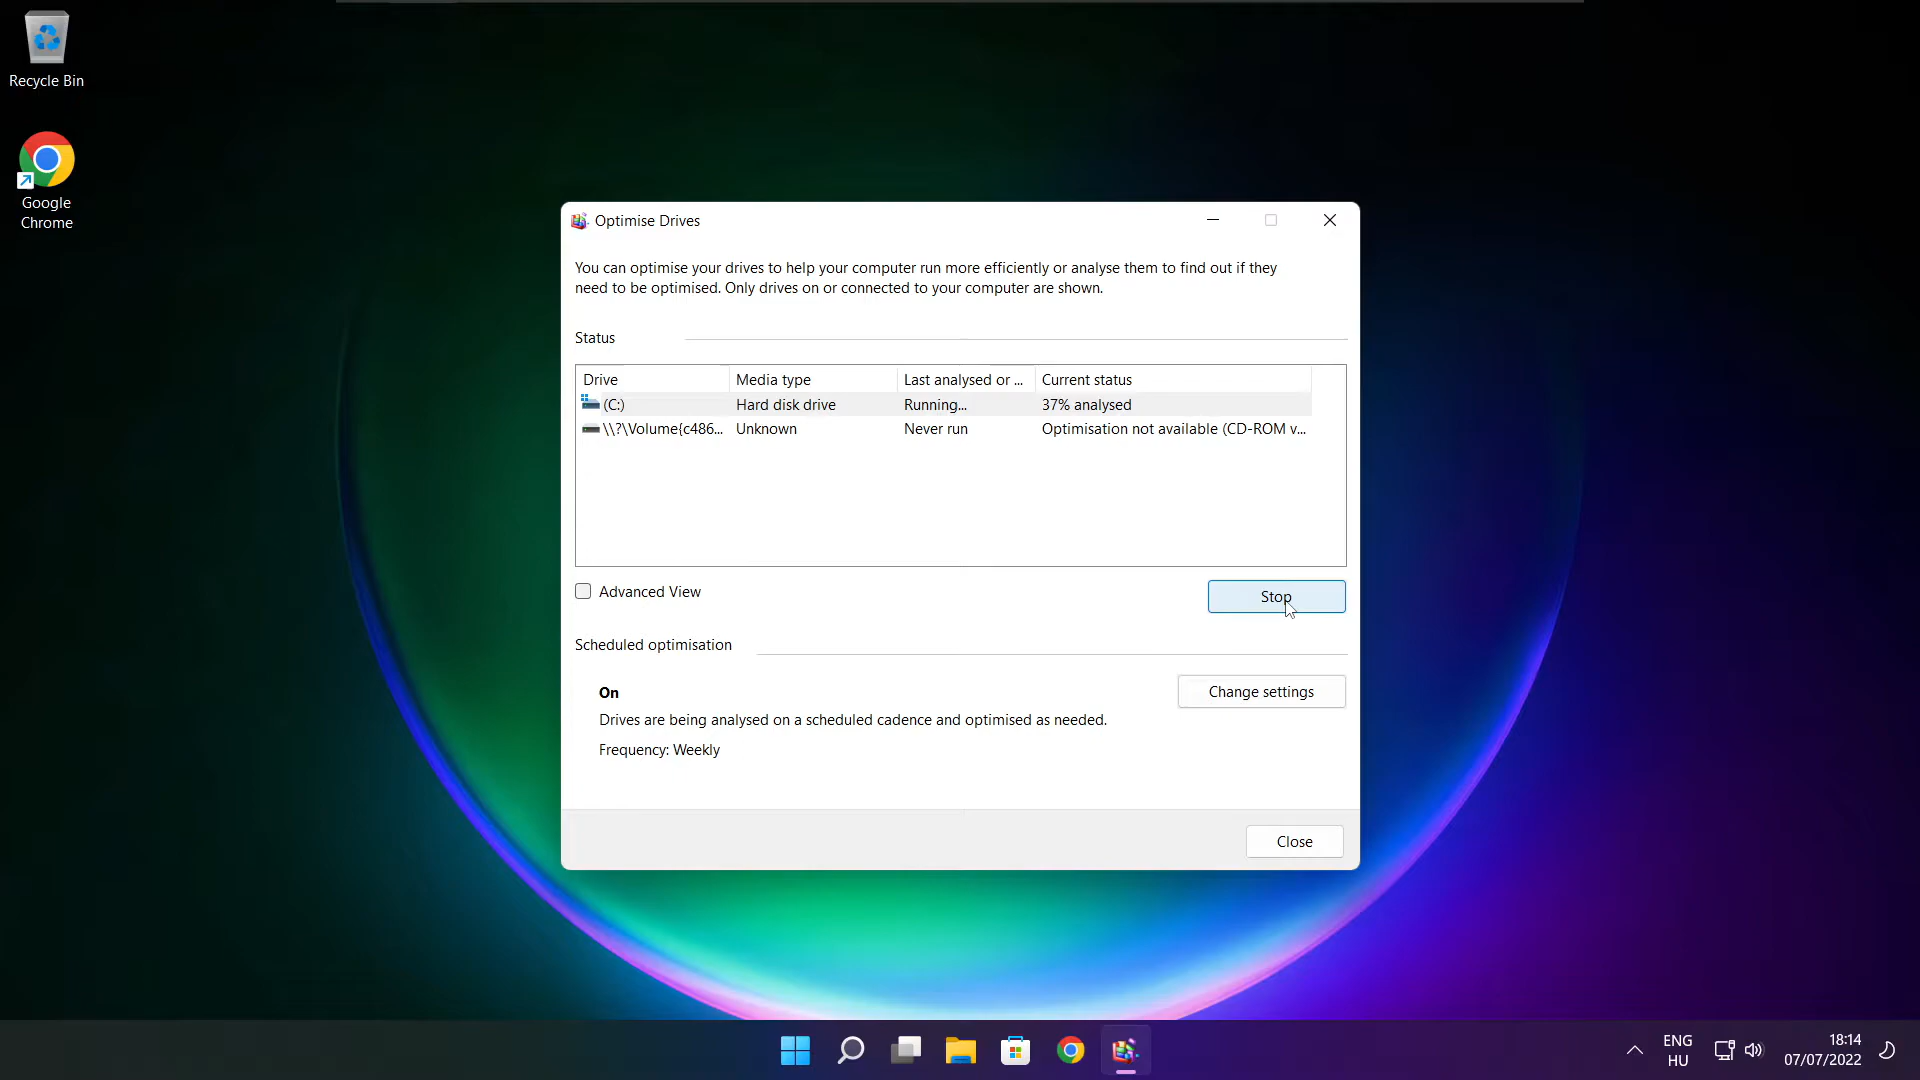 Recycle Bin
Google
Chrome
Optimise Drives
You can optimise your drives to help your computer run more efficiently or analyse them to find out if they
need to be optimised. Only drives on or connected to your computer are shown.
Status
Drive Media type Last analysed or ... Current status
(C:) Hard disk drive Running... 37% analysed
\\?\Volume{c486... Unknown Never run Optimisation not available (CD-ROM v...
Advanced View
Stop
Scheduled optimisation
On
Change settings
Drives are being analysed on a scheduled cadence and optimised as needed.
Frequency: Weekly
Close
ENG
HU
18:14
07/07/2022